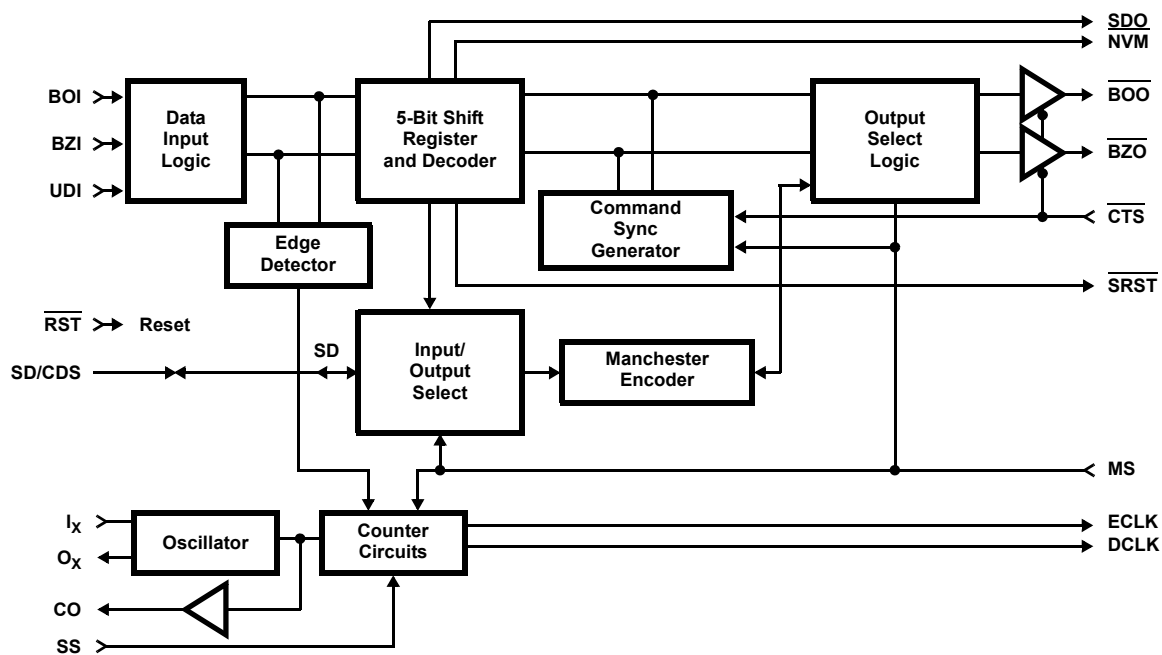 SDO
NVM
BOI
BZI
UDI
Data
Input
Logic
5-Bit Shift
Register
and Decoder
Output
Select
Logic
BOO
BZO
CTS
Command
Sync
Generator
Edge
Detector
SRST
RST
Reset
SD/CDS
SD
Input/
Output
Select
Manchester
Encoder
MS
IX
OX
Oscillator
Counter
Circuits
ECLK
DCLK
CO
SS